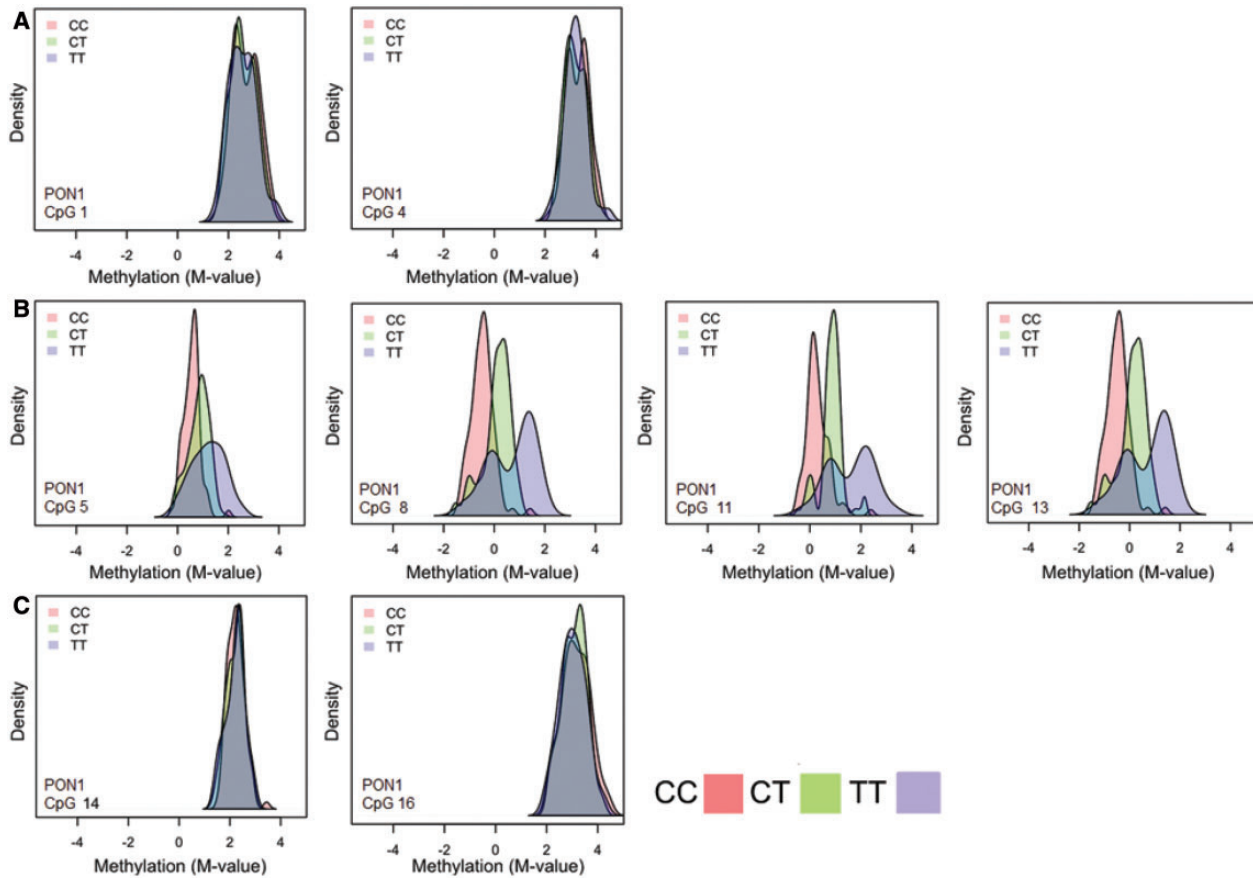 A
CC
CT
TT
Density
PON1
CpG 1
-4 -2 0 2 4
Methylation (M-value)
CC
CT
TT
Density
PON1
CpG 4
-4 -2 0 2 4
Methylation (M-value)
B
CC
CT
TT
Density
PON1
CpG 5
-4 -2 0 2 4
Methylation (M-value)
CC
CT
TT
Density
PON1
CpG 8
-4 -2 0 2 4
Methylation (M-value)
CC
CT
TT
Density
PON1
CpG 11
-4 -2 0 2 4
Methylation (M-value)
CC
CT
TT
Density
PON1
CpG 13
-4 -2 0 2 4
Methylation (M-value)
C
CC
CT
TT
Density
PON1
CpG 14
-4 -2 0 2 4
Methylation (M-value)
CC
CT
TT
Density
PON1
CpG 16
-4 -2 0 2 4
Methylation (M-value)
CC CT TT